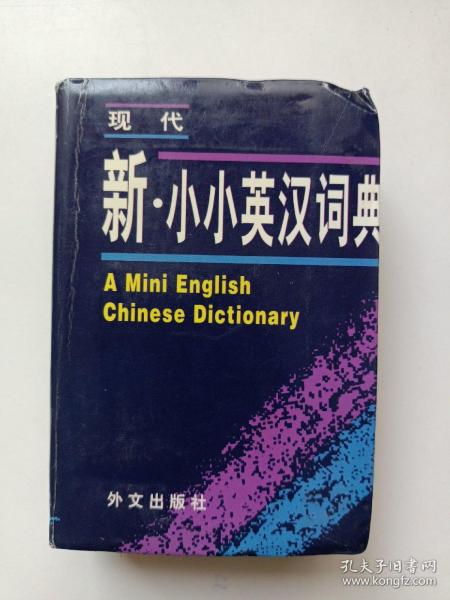 现代
新·小小英汉词典
A Mini English
Chinese Dictionary
外文出版社
孔夫子旧书网
www.kongfz.com